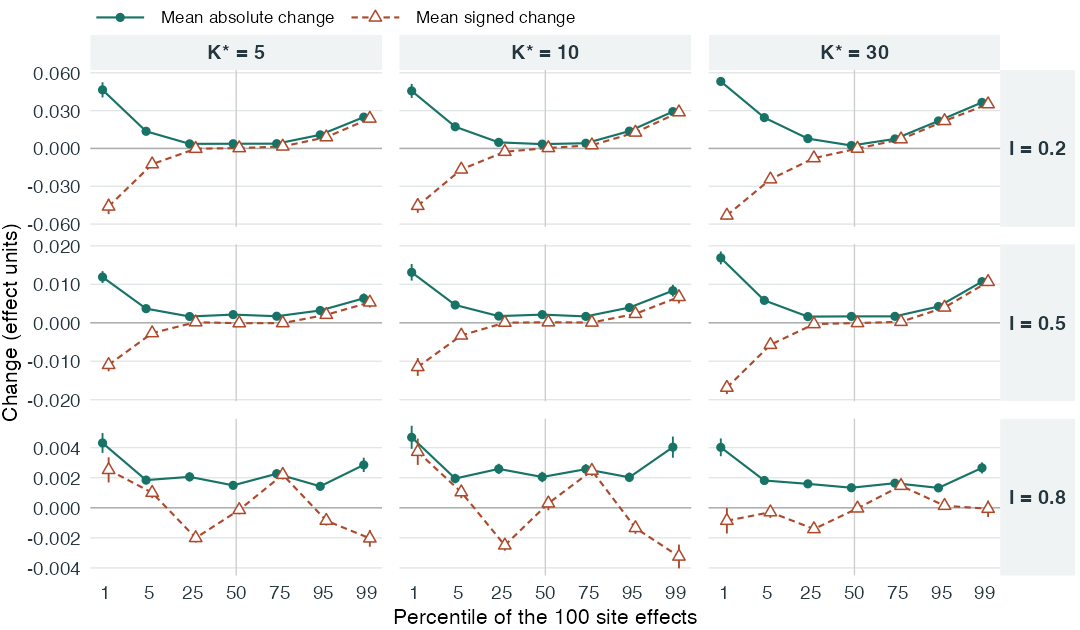 Mean absolute change Mean signed change
K* = 5 K* = 10 K* = 30
Change (effect units)
0.060
0.030
0.000
-0.030
-0.060
I = 0.2
0.020
0.010
0.000
-0.010
-0.020
I = 0.5
0.004
0.002
0.000
-0.002
-0.004
I = 0.8
1 5 25 50 75 95 99 1 5 25 50 75 95 99 1 5 25 50 75 95 99
Percentile of the 100 site effects